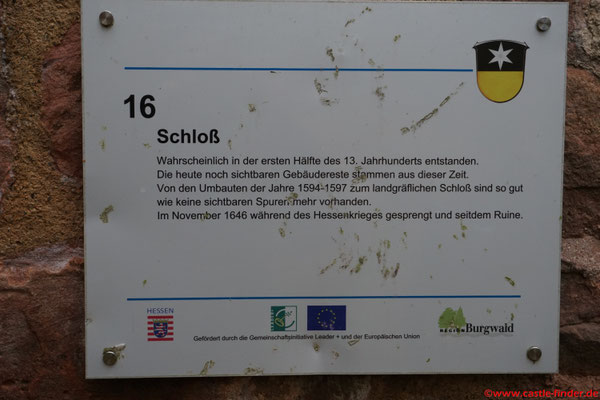 16
Schloß
Wahrscheinlich in der ersten Hälfte des 13. Jahrhunderts entstanden.
Die heute noch sichtbaren Gebäudereste stammen aus dieser Zeit.
Von den Umbauten der Jahre 1594-1597 zum landgräflichen Schloß sind so gut
wie keine sichtbaren Spuren mehr vorhanden.
Im November 1646 während des Hessenkrieges gesprengt und seitdem Ruine.
HESSEN
Burgwald
Gefördert durch die Gemeinschaftsinitiative Leader + und der Europäischen Union
©www.castle-finder.de